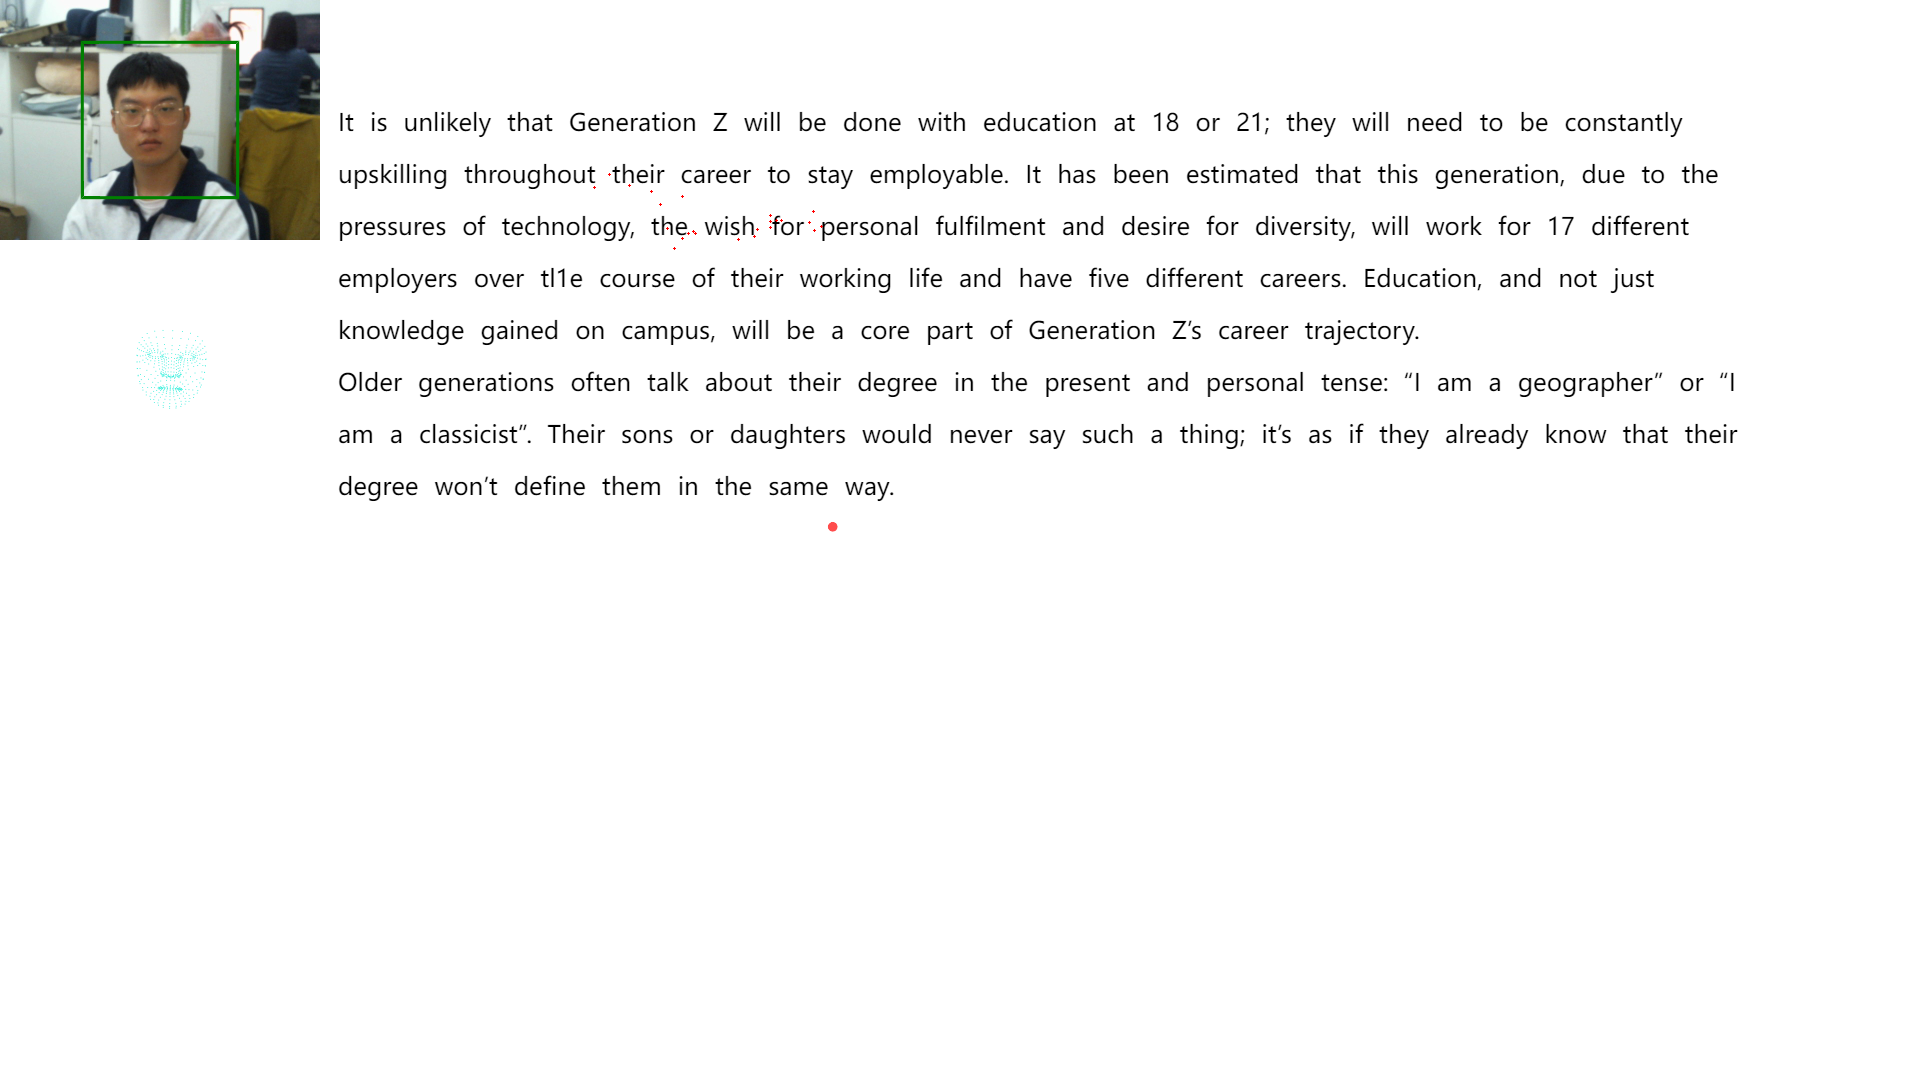 It is unlikely that Generation Z will be done with education at 18 or 21; they will need to be constantly
upskilling throughout their career to stay employable. It has been estimated that this generation, due to the
pressures of technology, the wish for personal fulfilment and desire for diversity, will work for 17 different
employers over tl1e course of their working life and have five different careers. Education, and not just
knowledge gained on campus, will be a core part of Generation Z’s career trajectory.
Older generations often talk about their degree in the present and personal tense: “I am a geographer” or “I
am a classicist”. Their sons or daughters would never say such a thing; it’s as if they already know that their
degree won’t define them in the same way.